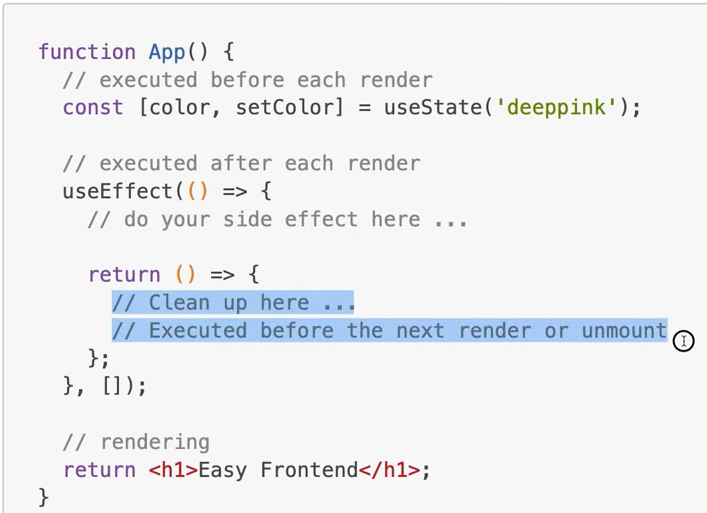 function App() {
// executed before each render
const [color, setColor] = useState('deeppink');
// executed after each render
useEffect(() => {
// do your side effect here ...
return () => {
// Clean up here ...
// Executed before the next render or unmount
};
}, []);
// rendering
return <h1>Easy Frontend</h1>;
}